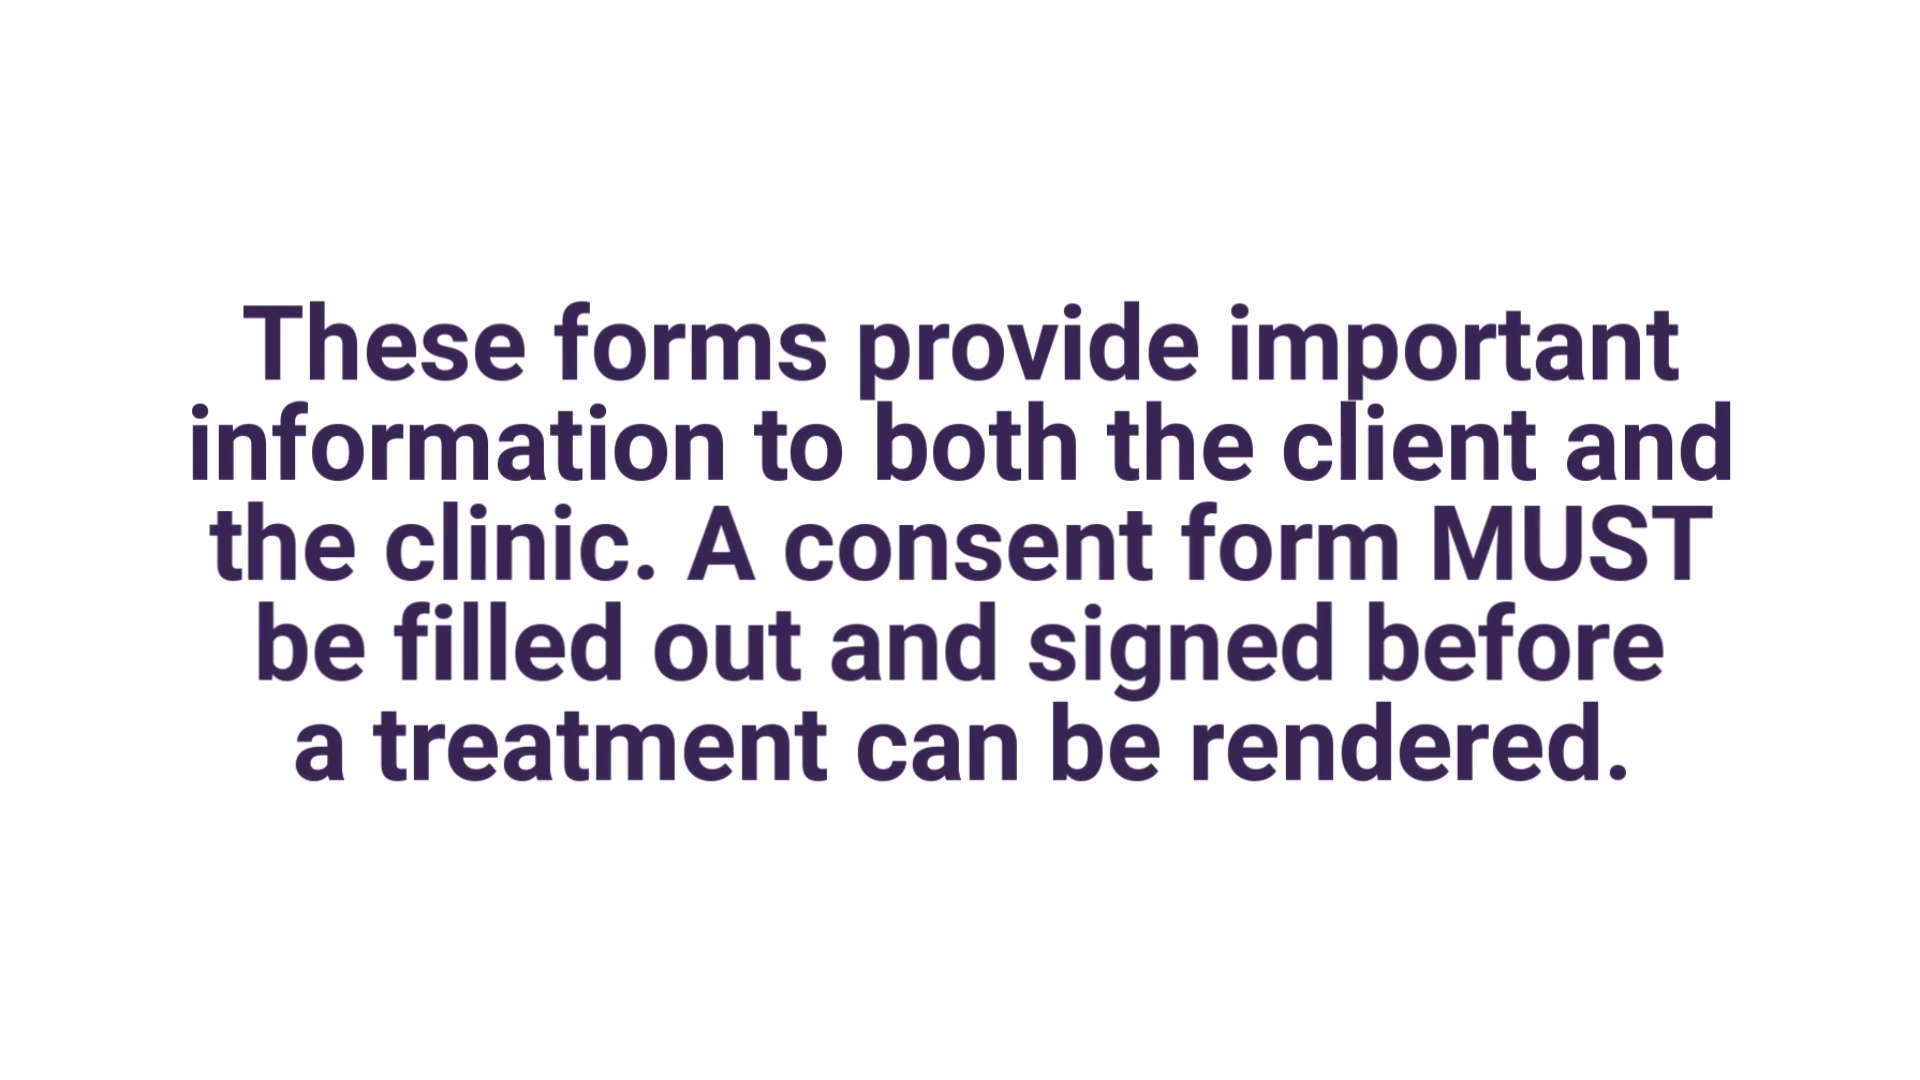 These forms provide important
information to both the client and
the clinic. A consent form MUST
be filled out and signed before
a treatment can be rendered.